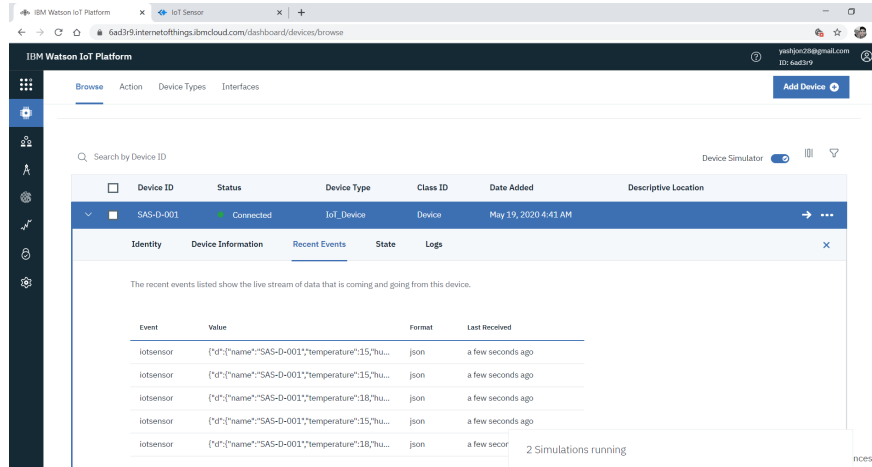 IBM Watson IoT Platform
IoT Sensor
6ad3r9.internetofthings.ibmcloud.com/dashboard/devices/browse
IBM Watson IoT Platform
yashjon28@gmail.com
ID: 6ad3r9
Browse Action Device Types Interfaces
Add Device
Search by Device ID
Device Simulator
Device ID Status Device Type Class ID Date Added Descriptive Location
SAS-D-001 Connected IoT_Device Device May 19, 2020 4:41 AM
Identity Device Information Recent Events State Logs
The recent events listed show the live stream of data that is coming and going from this device.
Event Value Format Last Received
iotsensor {"d":{"name":"SAS-D-001","temperature":15,"hu... json a few seconds ago
iotsensor {"d":{"name":"SAS-D-001","temperature":15,"hu... json a few seconds ago
iotsensor {"d":{"name":"SAS-D-001","temperature":18,"hu... json a few seconds ago
iotsensor {"d":{"name":"SAS-D-001","temperature":15,"hu... json a few seconds ago
iotsensor {"d":{"name":"SAS-D-001","temperature":18,"hu... json a few secor
2 Simulations running
nces